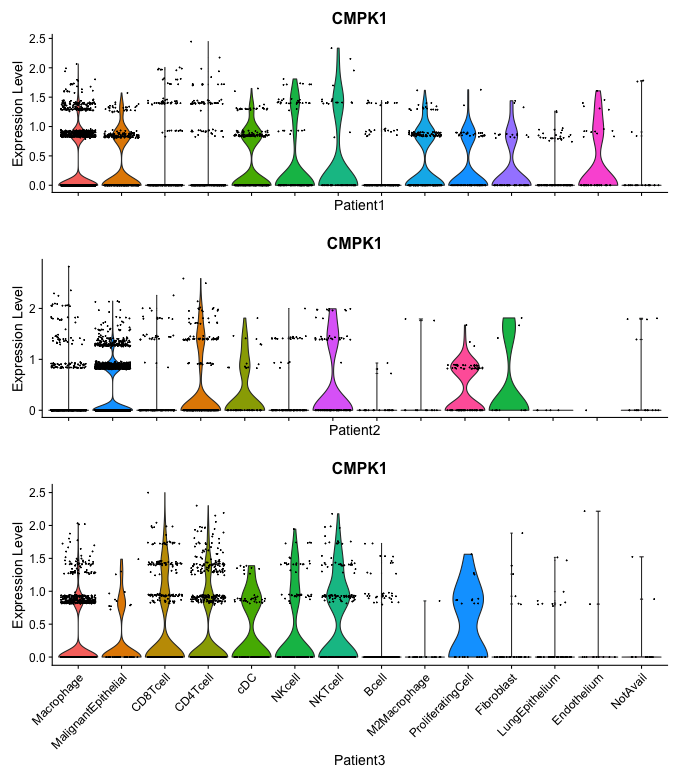 CMPK1
Expression Level
2.5
2.0
1.5
1.0
0.5
0.0
Patient1
CMPK1
Expression Level
2
1
0
Patient2
CMPK1
Expression Level
2.5
2.0
1.5
1.0
0.5
0.0
Macrophage
MalignantEpithelial
CD8Tcell
CD4Tcell
cDC
NKcell
NKTcell
Bcell
M2Macrophage
ProliferatingCell
Fibroblast
LungEpithelium
Endothelium
NotAvail
Patient3